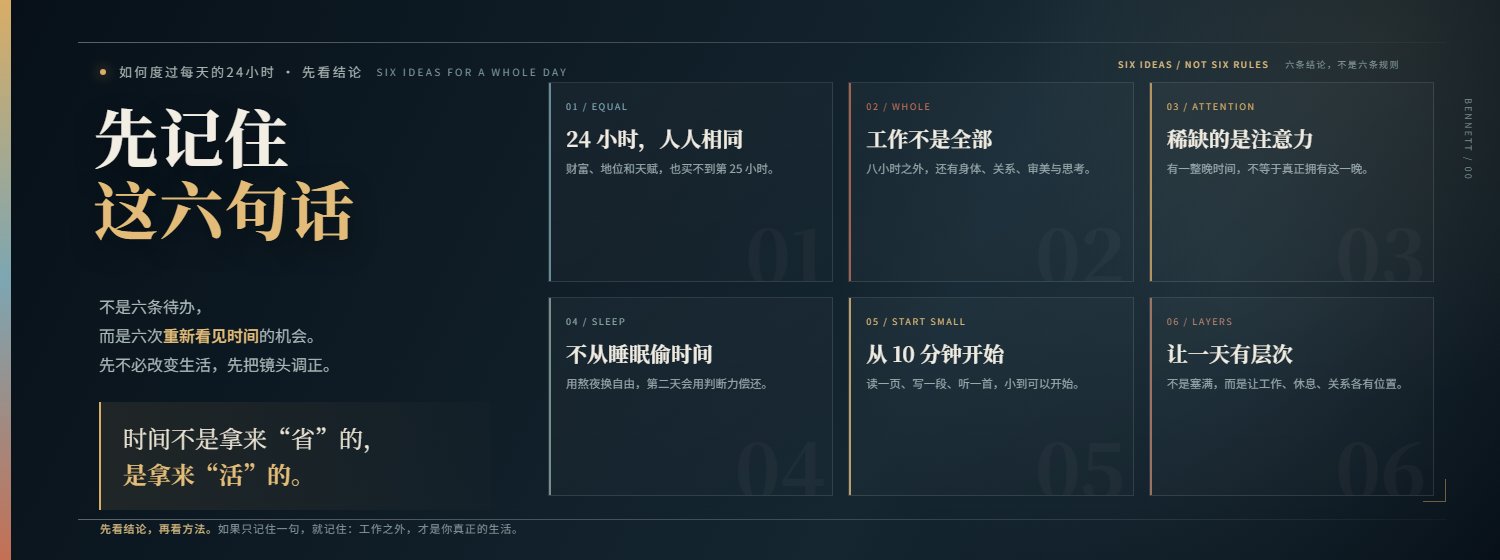 如何度过每天的24小时 · 先看结论 SIX IDEAS FOR A WHOLE DAY
先记住
这六句话
不是六条待办，
而是六次重新看见时间的机会。
先不必改变生活，先把镜头调正。
时间不是拿来“省”的，
是拿来“活”的。
先看结论，再看方法。如果只记住一句，就记住：工作之外，才是你真正的生活。
SIX IDEAS / NOT SIX RULES 六条结论，不是六条规则
01 / EQUAL
24 小时，人人相同
财富、地位和天赋，也买不到第 25 小时。
01
02 / WHOLE
工作不是全部
八小时之外，还有身体、关系、审美与思考。
02
03 / ATTENTION
稀缺的是注意力
有一整晚时间，不等于真正拥有这一晚。
03
04 / SLEEP
不从睡眠偷时间
用熬夜换自由，第二天会用判断力偿还。
04
05 / START SMALL
从 10 分钟开始
读一页、写一段、听一首，小到可以开始。
05
06 / LAYERS
让一天有层次
不是塞满，而是让工作、休息、关系各有位置。
06
BENNETT / 00